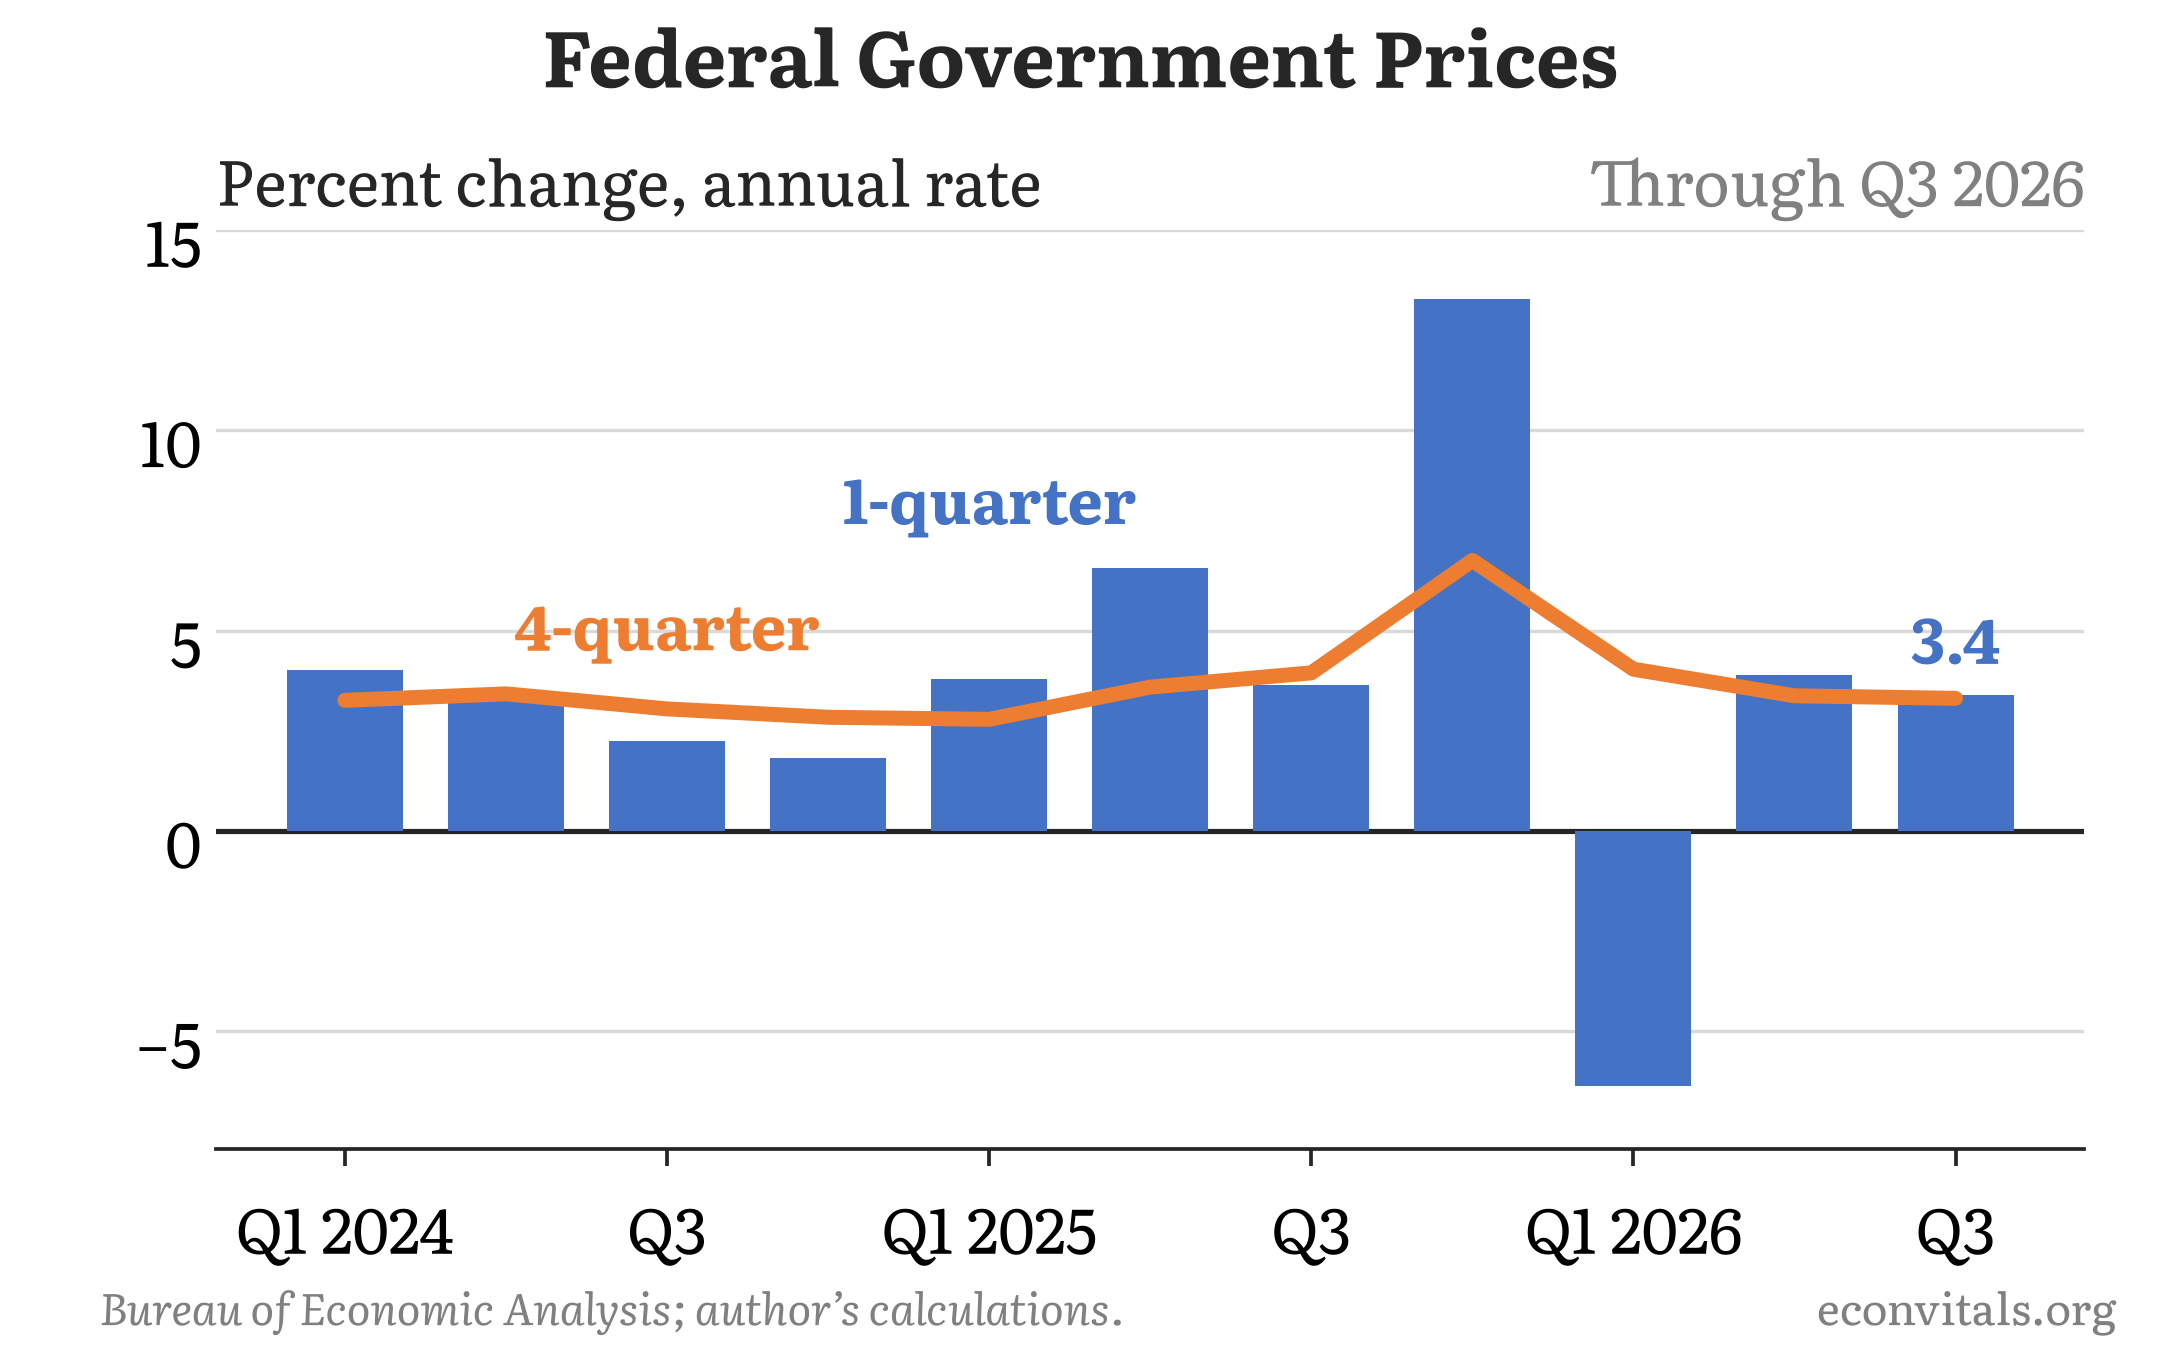 Federal Government Prices
Percent change, annual rate
Through Q3 2026
15
10
1-quarter
4-quarter
5
3.4
0
−5
Q1 2024 Q3 Q1 2025 Q3 Q1 2026 Q3
Bureau of Economic Analysis; author’s calculations.
econvitals.org